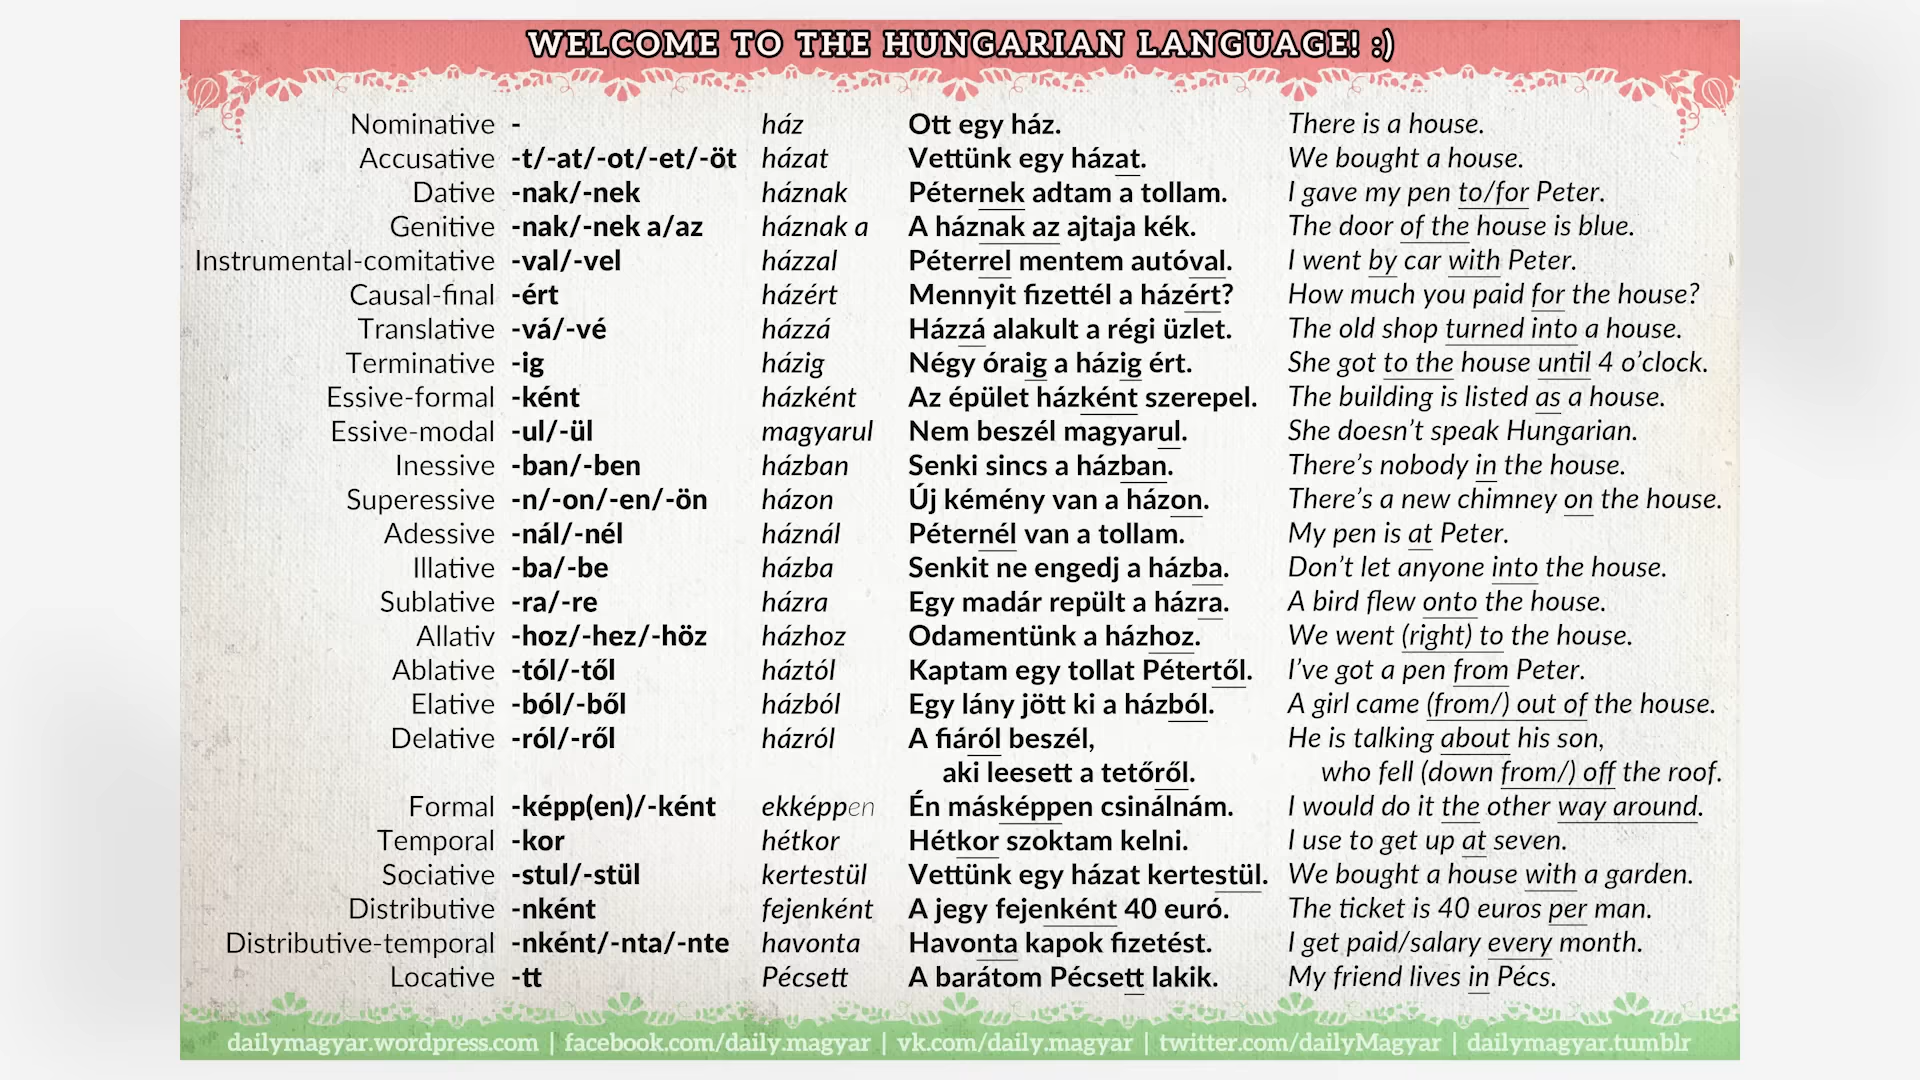 WELCOME TO THE HUNGARIAN LANGUAGE! :)
Nominative - ház Ott egy ház. There is a house.
Accusative -t/-at/-ot/-et/-öt házat Vettünk egy házat. We bought a house.
Dative -nak/-nek háznak Péternek adtam a tollam. I gave my pen to/for Peter.
Genitive -nak/-nek a/az háznak a A háznak az ajtaja kék. The door of the house is blue.
Instrumental-comitative -val/-vel házzal Péterrel mentem autóval. I went by car with Peter.
Causal-final -ért házért Mennyit fizettél a házért? How much you paid for the house?
Translative -vá/-vé házzá Házzá alakult a régi üzlet. The old shop turned into a house.
Terminative -ig házig Négy óraig a házig ért. She got to the house until 4 o'clock.
Essive-formal -ként házként Az épület házként szerepel. The building is listed as a house.
Essive-modal -ul/-ül magyarul Nem beszél magyarul. She doesn't speak Hungarian.
Inessive -ban/-ben házban Senki sincs a házban. There's nobody in the house.
Superessive -n/-on/-en/-ön házon Új kémény van a házon. There's a new chimney on the house.
Adessive -nál/-nél háznál Péternél van a tollam. My pen is at Peter.
Illative -ba/-be házba Senkit ne engedj a házba. Don't let anyone into the house.
Sublative -ra/-re házra Egy madár repült a házra. A bird flew onto the house.
Allativ -hoz/-hez/-höz házhoz Odamentünk a házhoz. We went (right) to the house.
Ablative -tól/-től háztól Kaptam egy tollat Pétertől. I've got a pen from Peter.
Elative -ból/-ből házból Egy lány jött ki a házból. A girl came (from/) out of the house.
Delative -ról/-ről házról A fiáról beszél, He is talking about his son,
aki leesett a tetőről. who fell (down from/) off the roof.
Formal -képp(en)/-ként ekképpen Én másképpen csinálnám. I would do it the other way around.
Temporal -kor hétkor Hétkor szoktam kelni. I use to get up at seven.
Sociative -stul/-stül kertestül Vettünk egy házat kertestül. We bought a house with a garden.
Distributive -nként fejenként A jegy fejenként 40 euró. The ticket is 40 euros per man.
Distributive-temporal -nként/-nta/-nte havonta Havonta kapok fizetést. I get paid/salary every month.
Locative -tt Pécsett A barátom Pécsett lakik. My friend lives in Pécs.
dailymagyar.wordpress.com | facebook.com/daily.magyar | vk.com/daily.magyar | twitter.com/dailyMagyar | dailymagyar.tumblr